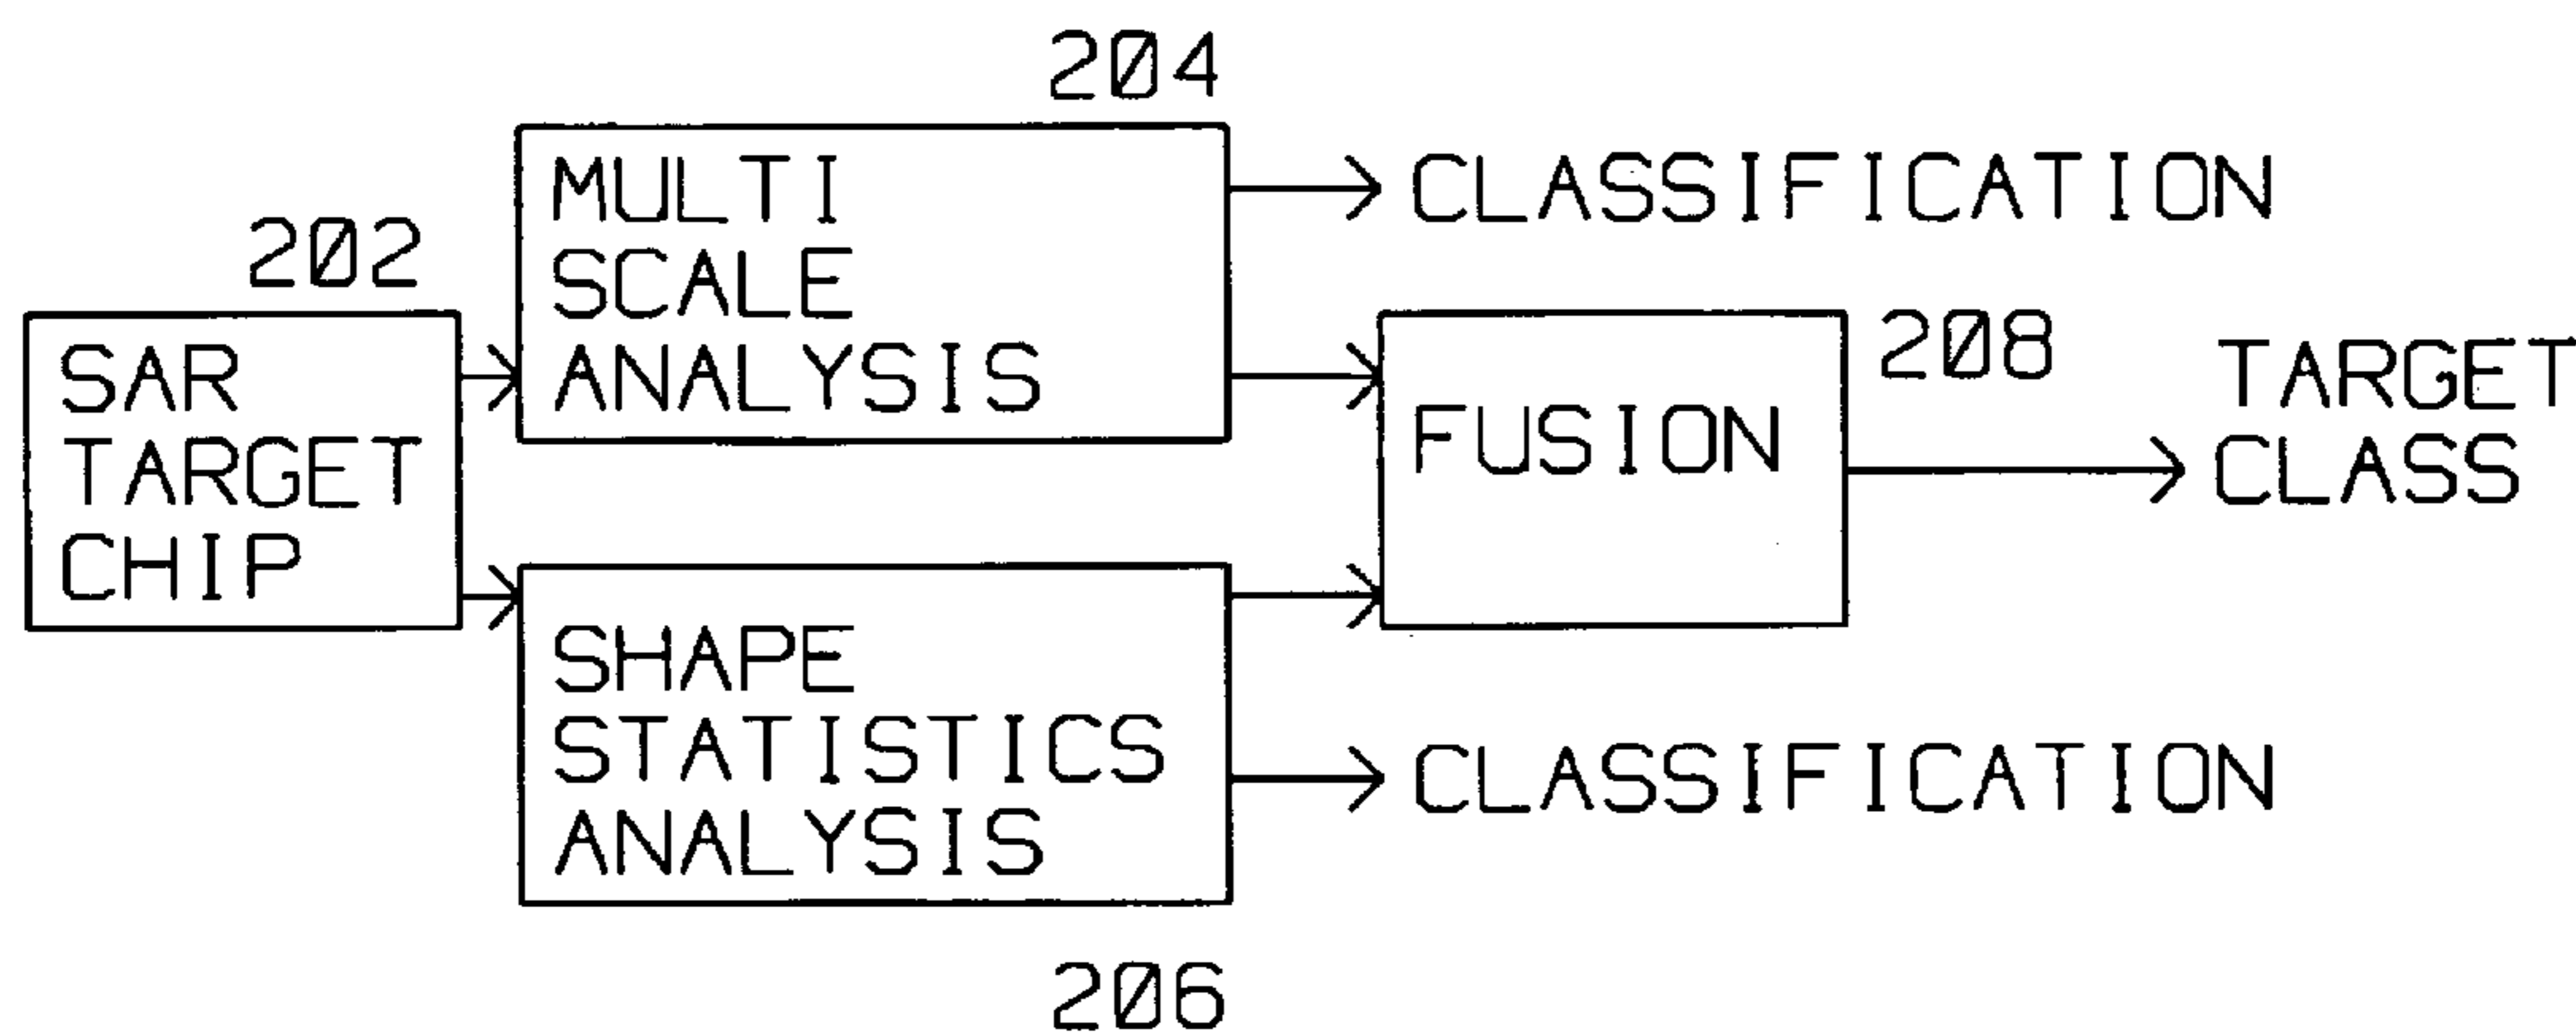 204
MULTI
SCALE
ANALYSIS
CLASSIFICATION
202
SAR
TARGET
CHIP
FUSION
208
TARGET
CLASS
SHAPE
STATISTICS
ANALYSIS
CLASSIFICATION
206